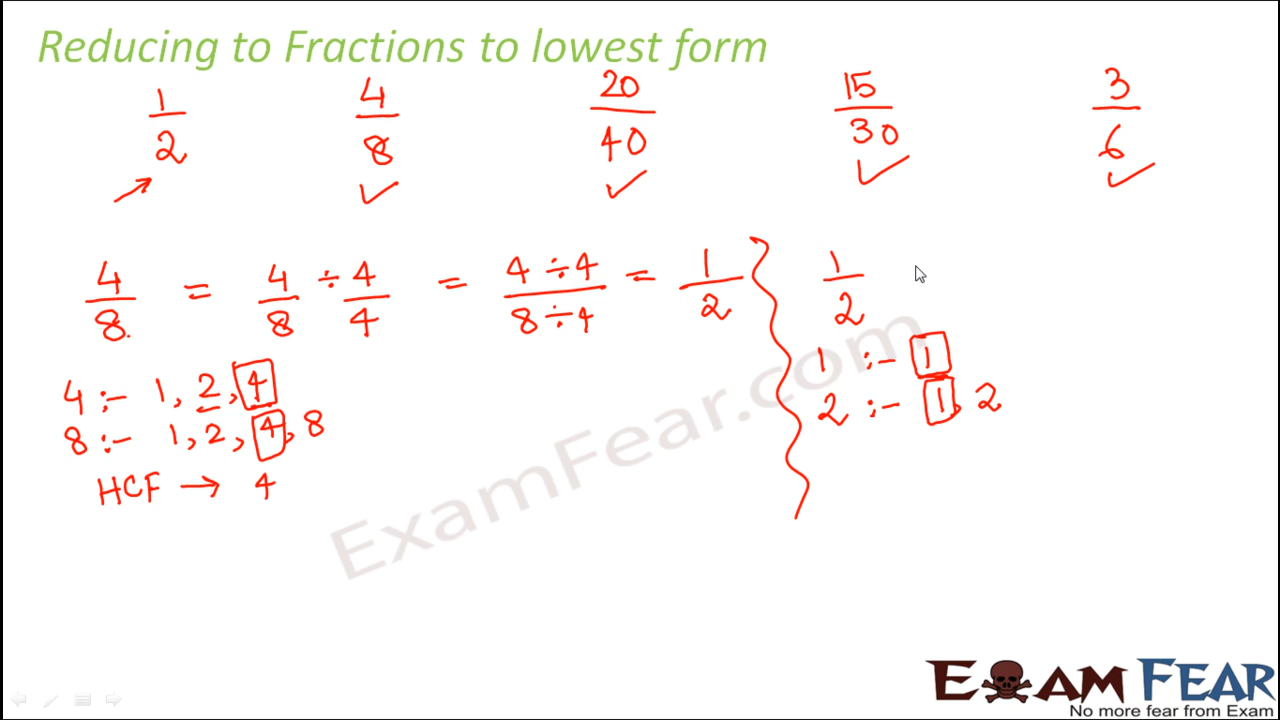 Reducing to Fractions to lowest form
1/2 4/8 20/40 15/30 3/6
4/8 = 4/8 ÷ 4/4 = 4÷4/8÷4 = 1/2
1/2
4 :- 1, 2, 4
8 :- 1, 2, 4, 8
HCF → 4
1 :- 1
2 :- 1, 2
ExamFear.com
EXAM FEAR
No more fear from Exam